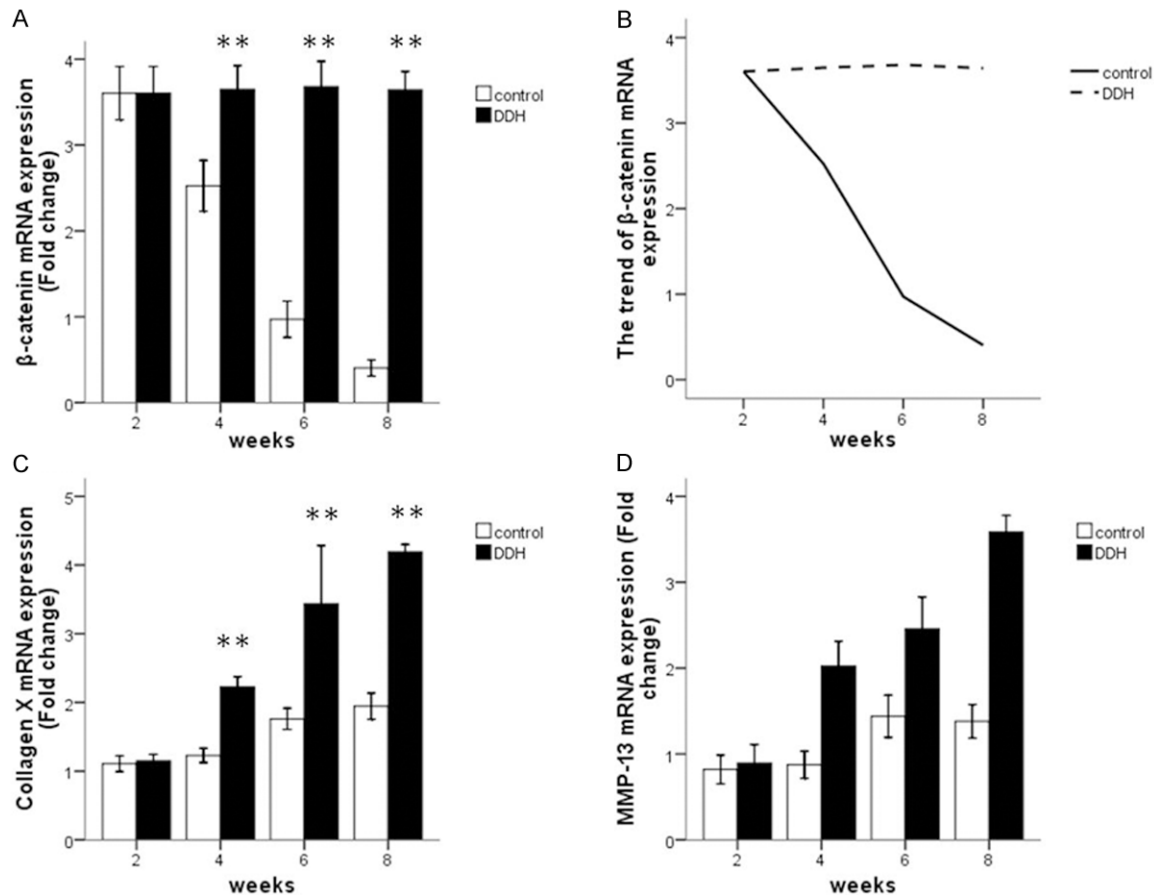 A
β-catenin mRNA expression
(Fold change)
4
3
2
1
0
** ** **
2 4 6 8
weeks
control
DDH
B
The trend of β-catenin mRNA
expression
4
3
2
1
0
2 4 6 8
weeks
control
DDH
C
Collagen X mRNA expression
(Fold change)
5
4
3
2
1
0
** ** **
2 4 6 8
weeks
control
DDH
D
MMP-13 mRNA expression (Fold
change)
4
3
2
1
0
2 4 6 8
weeks
control
DDH